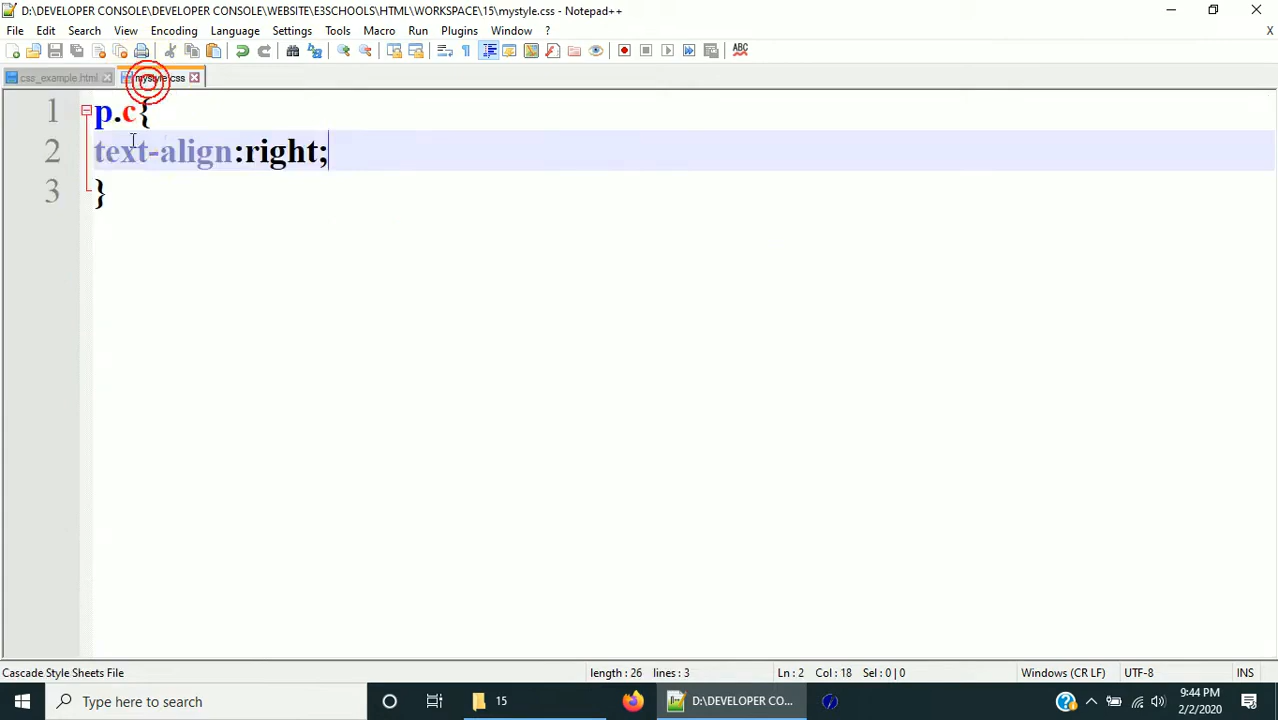 D:\DEVELOPER CONSOLE\DEVELOPER CONSOLE\WEBSITE\E3SCHOOLS\HTML\WORKSPACE\15\mystyle.css - Notepad++
File Edit Search View Encoding Language Settings Tools Macro Run Plugins Window ? X
css_example.html mystyle.css
1 p.c{
2 text-align:right;
3 }
Cascade Style Sheets File length : 26 lines : 3 Ln : 2 Col : 18 Sel : 0 | 0 Windows (CR LF) UTF-8 INS
Type here to search 15 D:\DEVELOPER CO... 9:44 PM
2/2/2020